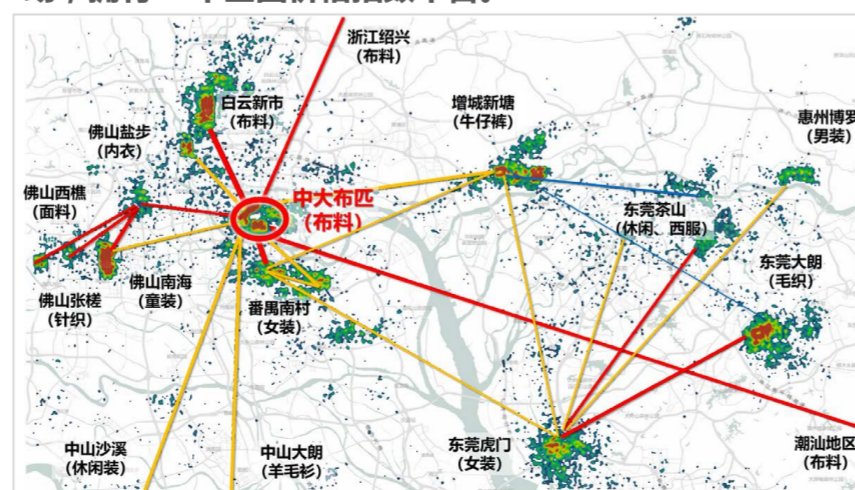 浙江绍兴
（布料）
白云新市
（布料）
增城新塘
（牛仔裤）
惠州博罗
（男装）
佛山盐步
（内衣）
佛山西樵
（面料）
中大布匹
（布料）
东莞茶山
（休闲、西服）
东莞大朗
（毛织）
佛山张槎
（针织）
佛山南海
（童装）
番禺南村
（女装）
中山沙溪
（休闲装）
中山大朗
（羊毛衫）
东莞虎门
（女装）
潮汕地区
（布料）